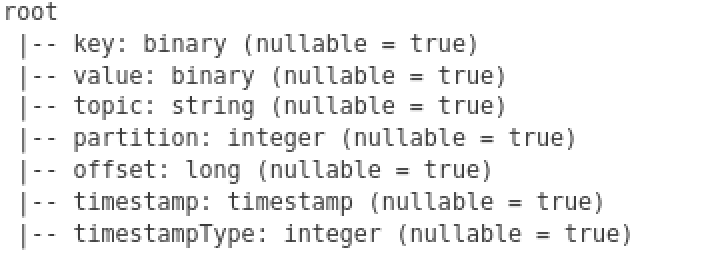 root
 |-- key: binary (nullable = true)
 |-- value: binary (nullable = true)
 |-- topic: string (nullable = true)
 |-- partition: integer (nullable = true)
 |-- offset: long (nullable = true)
 |-- timestamp: timestamp (nullable = true)
 |-- timestampType: integer (nullable = true)